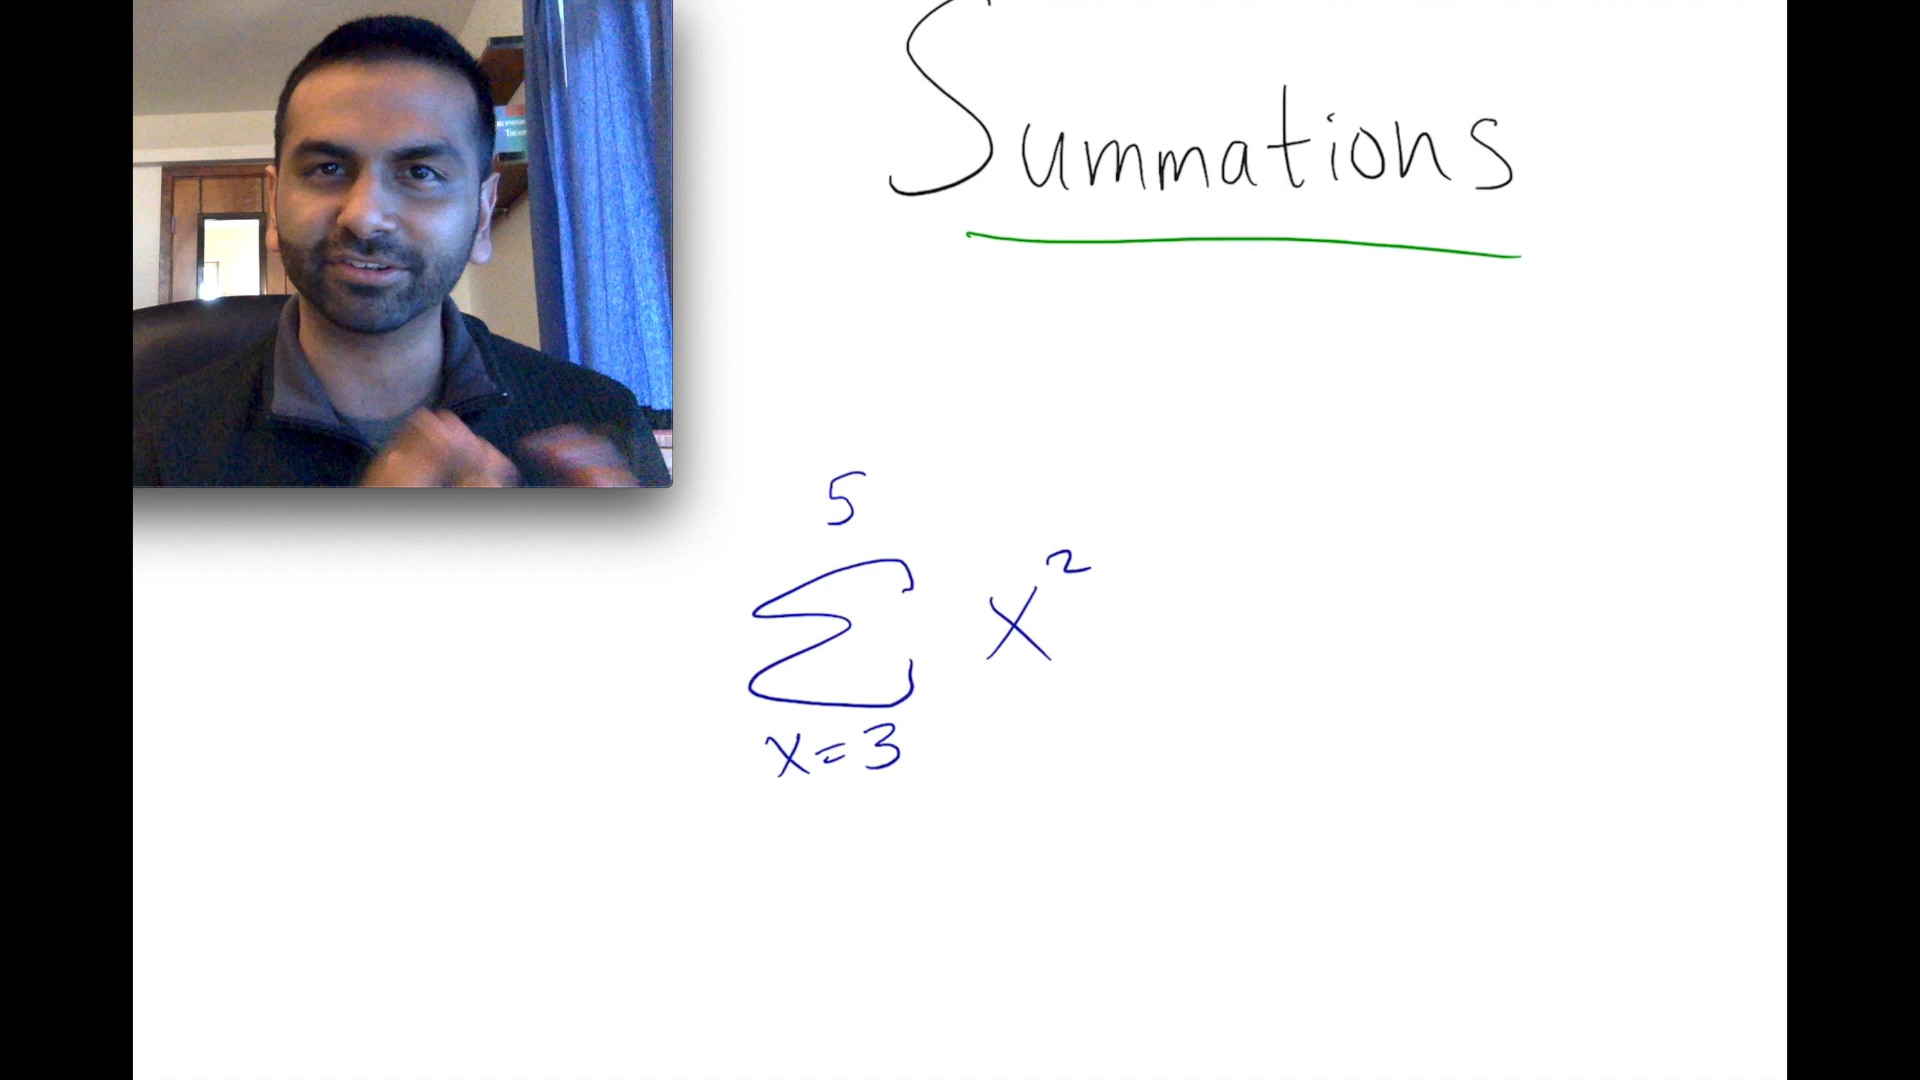 Summations
5
Σ x²
x=3